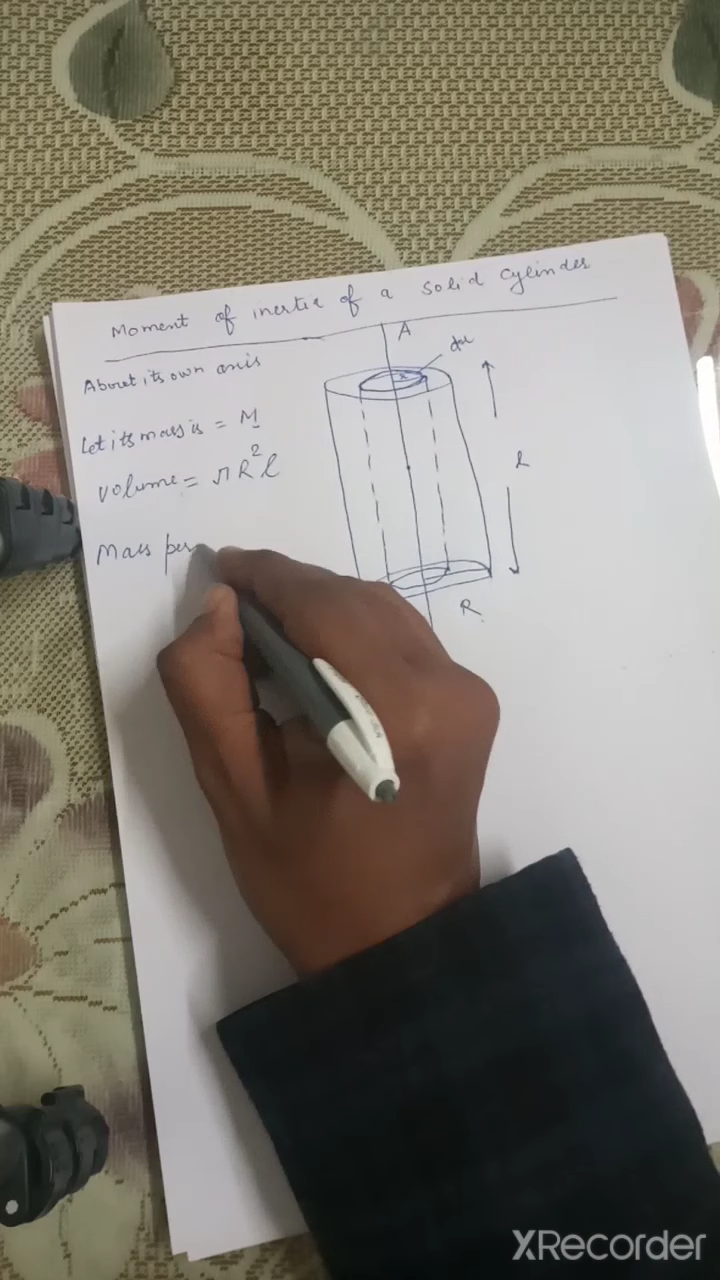 Moment of inertia of a solid cylinder
A
dx
About its own axis
x
Let its mass is = M
volume = πR²l
l
Mass per
R
XRecorder